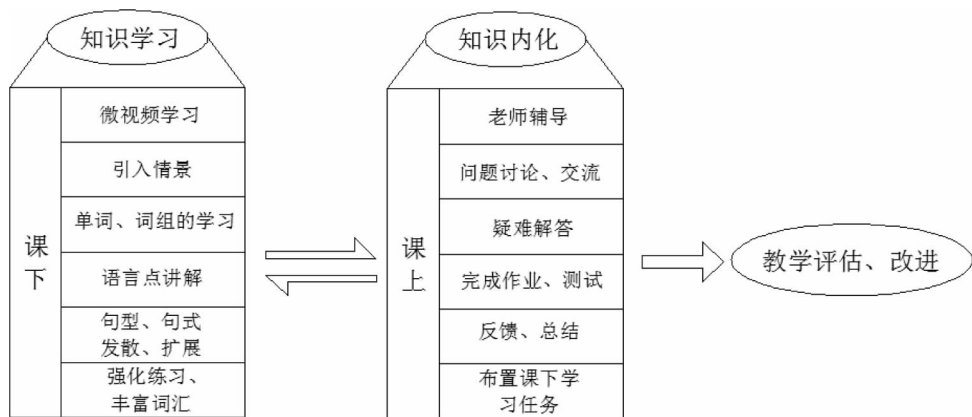 知识学习
课下
微视频学习
引入情景
单词、词组的学习
语言点讲解
句型、句式
发散、扩展
强化练习、
丰富词汇
知识内化
课上
老师辅导
问题讨论、交流
疑难解答
完成作业、测试
反馈、总结
布置课下学
习任务
教学评估、改进